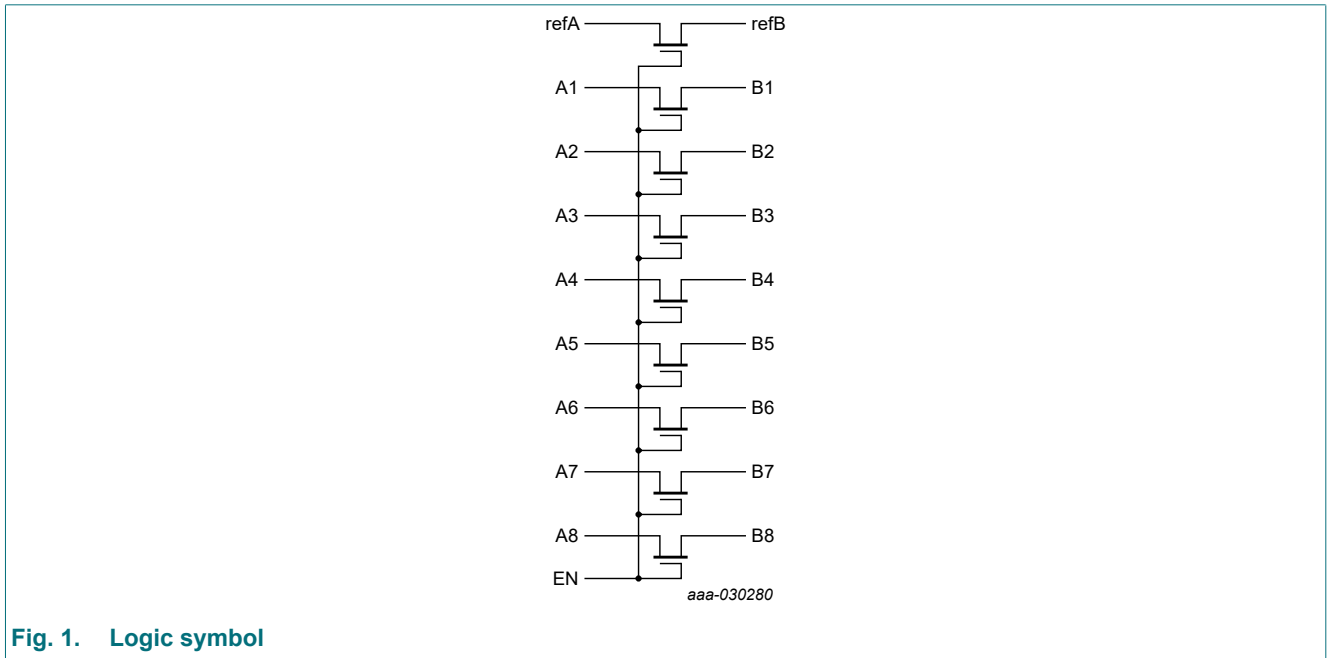 refA refB
A1 B1
A2 B2
A3 B3
A4 B4
A5 B5
A6 B6
A7 B7
A8 B8
EN
aaa-030280
Fig. 1. Logic symbol